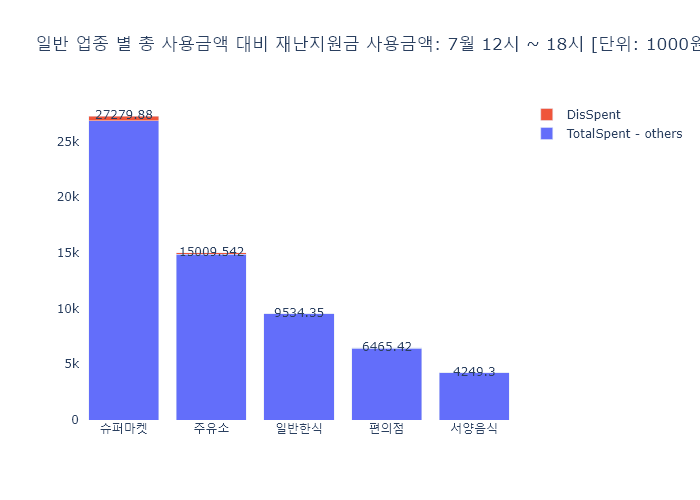 일반 업종 별 총 사용금액 대비 재난지원금 사용금액: 7월 12시 ~ 18시 [단위: 1000원
27279.88
DisSpent
TotalSpent - others
25k
20k
15009.542
15k
9534.35
10k
6465.42
5k
4249.3
0
슈퍼마켓 주유소 일반한식 편의점 서양음식